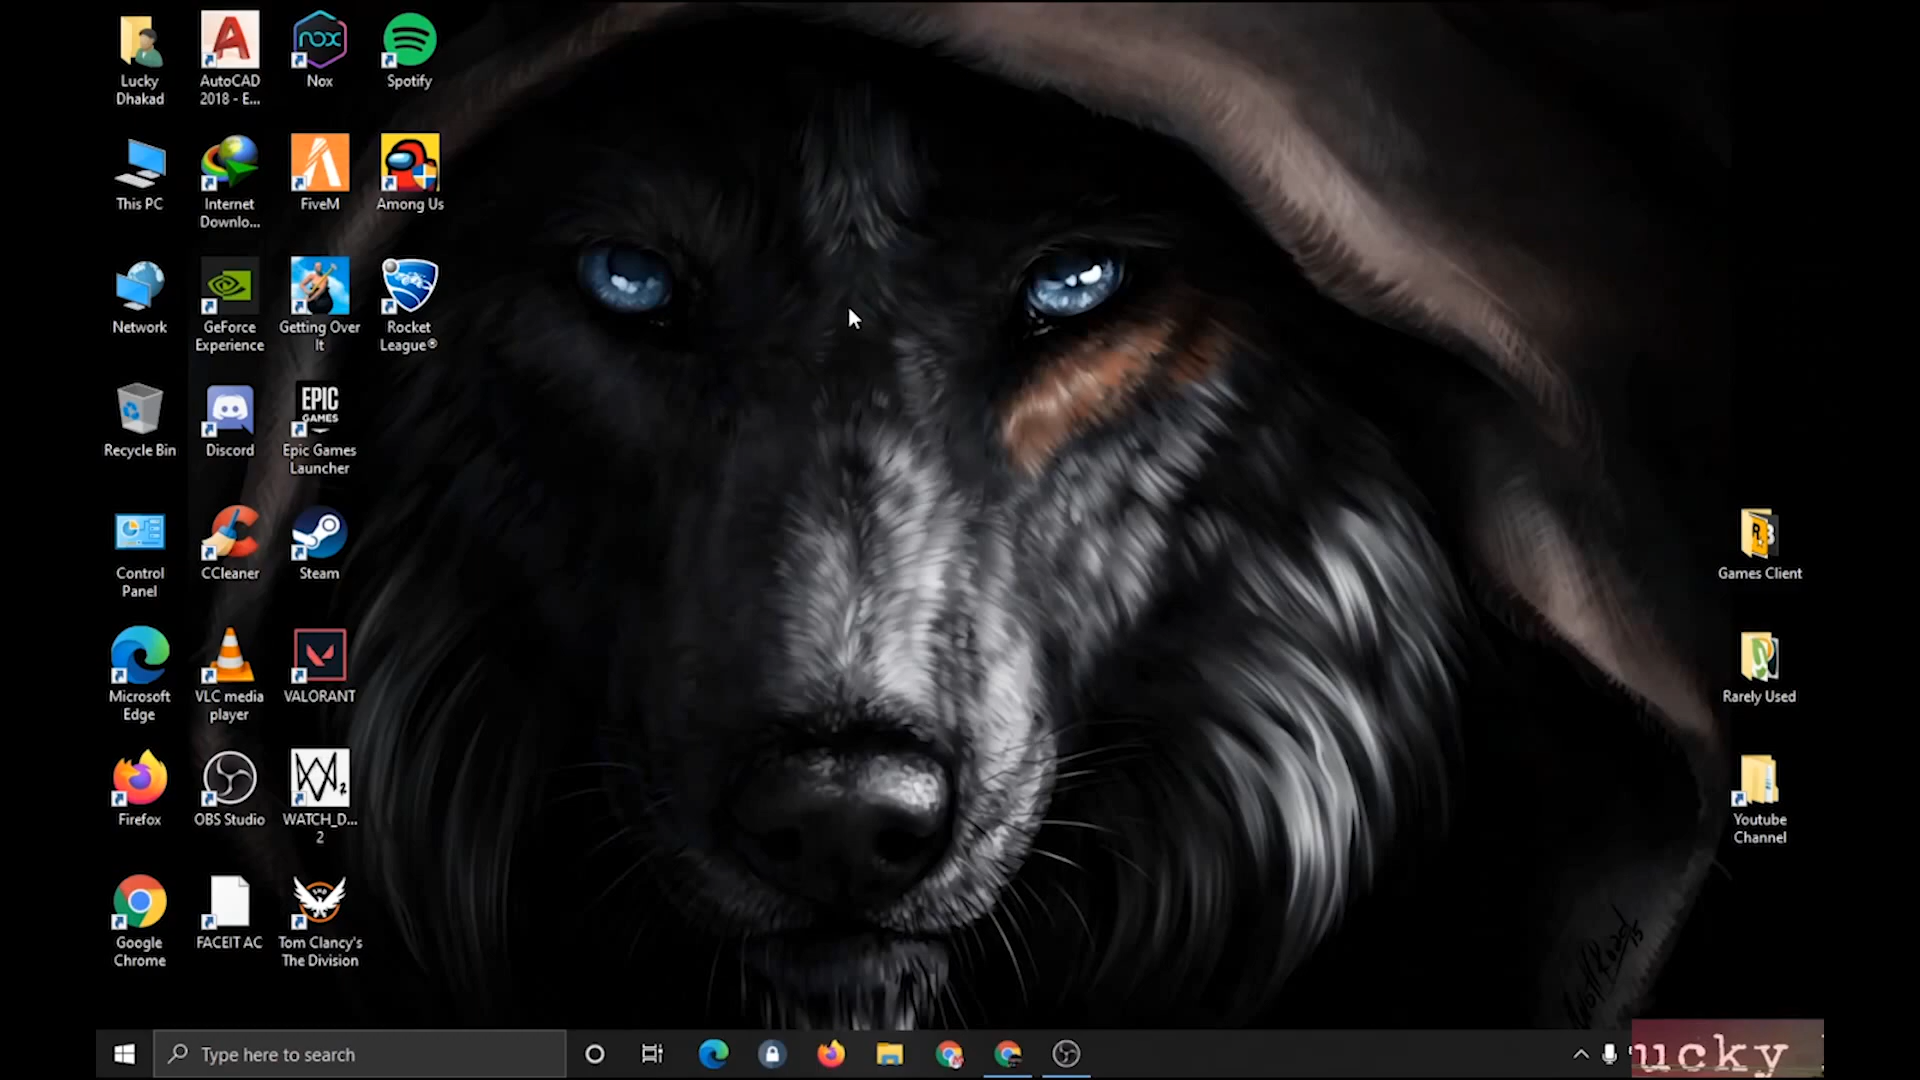 Lucky
Dhakad
AutoCAD
2018 - E...
nox
Nox
Spotify
This PC
Internet
Downlo...
FiveM
Among Us
Network
GeForce
Experience
Getting Over
It
Rocket
League®
Recycle Bin
Discord
EPIC
GAMES
Epic Games
Launcher
Control
Panel
CCleaner
Steam
Games Client
Microsoft
Edge
VLC media
player
VALORANT
Rarely Used
Firefox
OBS Studio
WATCH_D...
2
Youtube
Channel
Google
Chrome
FACEIT AC
Tom Clancy's
The Division
Type here to search
ucky